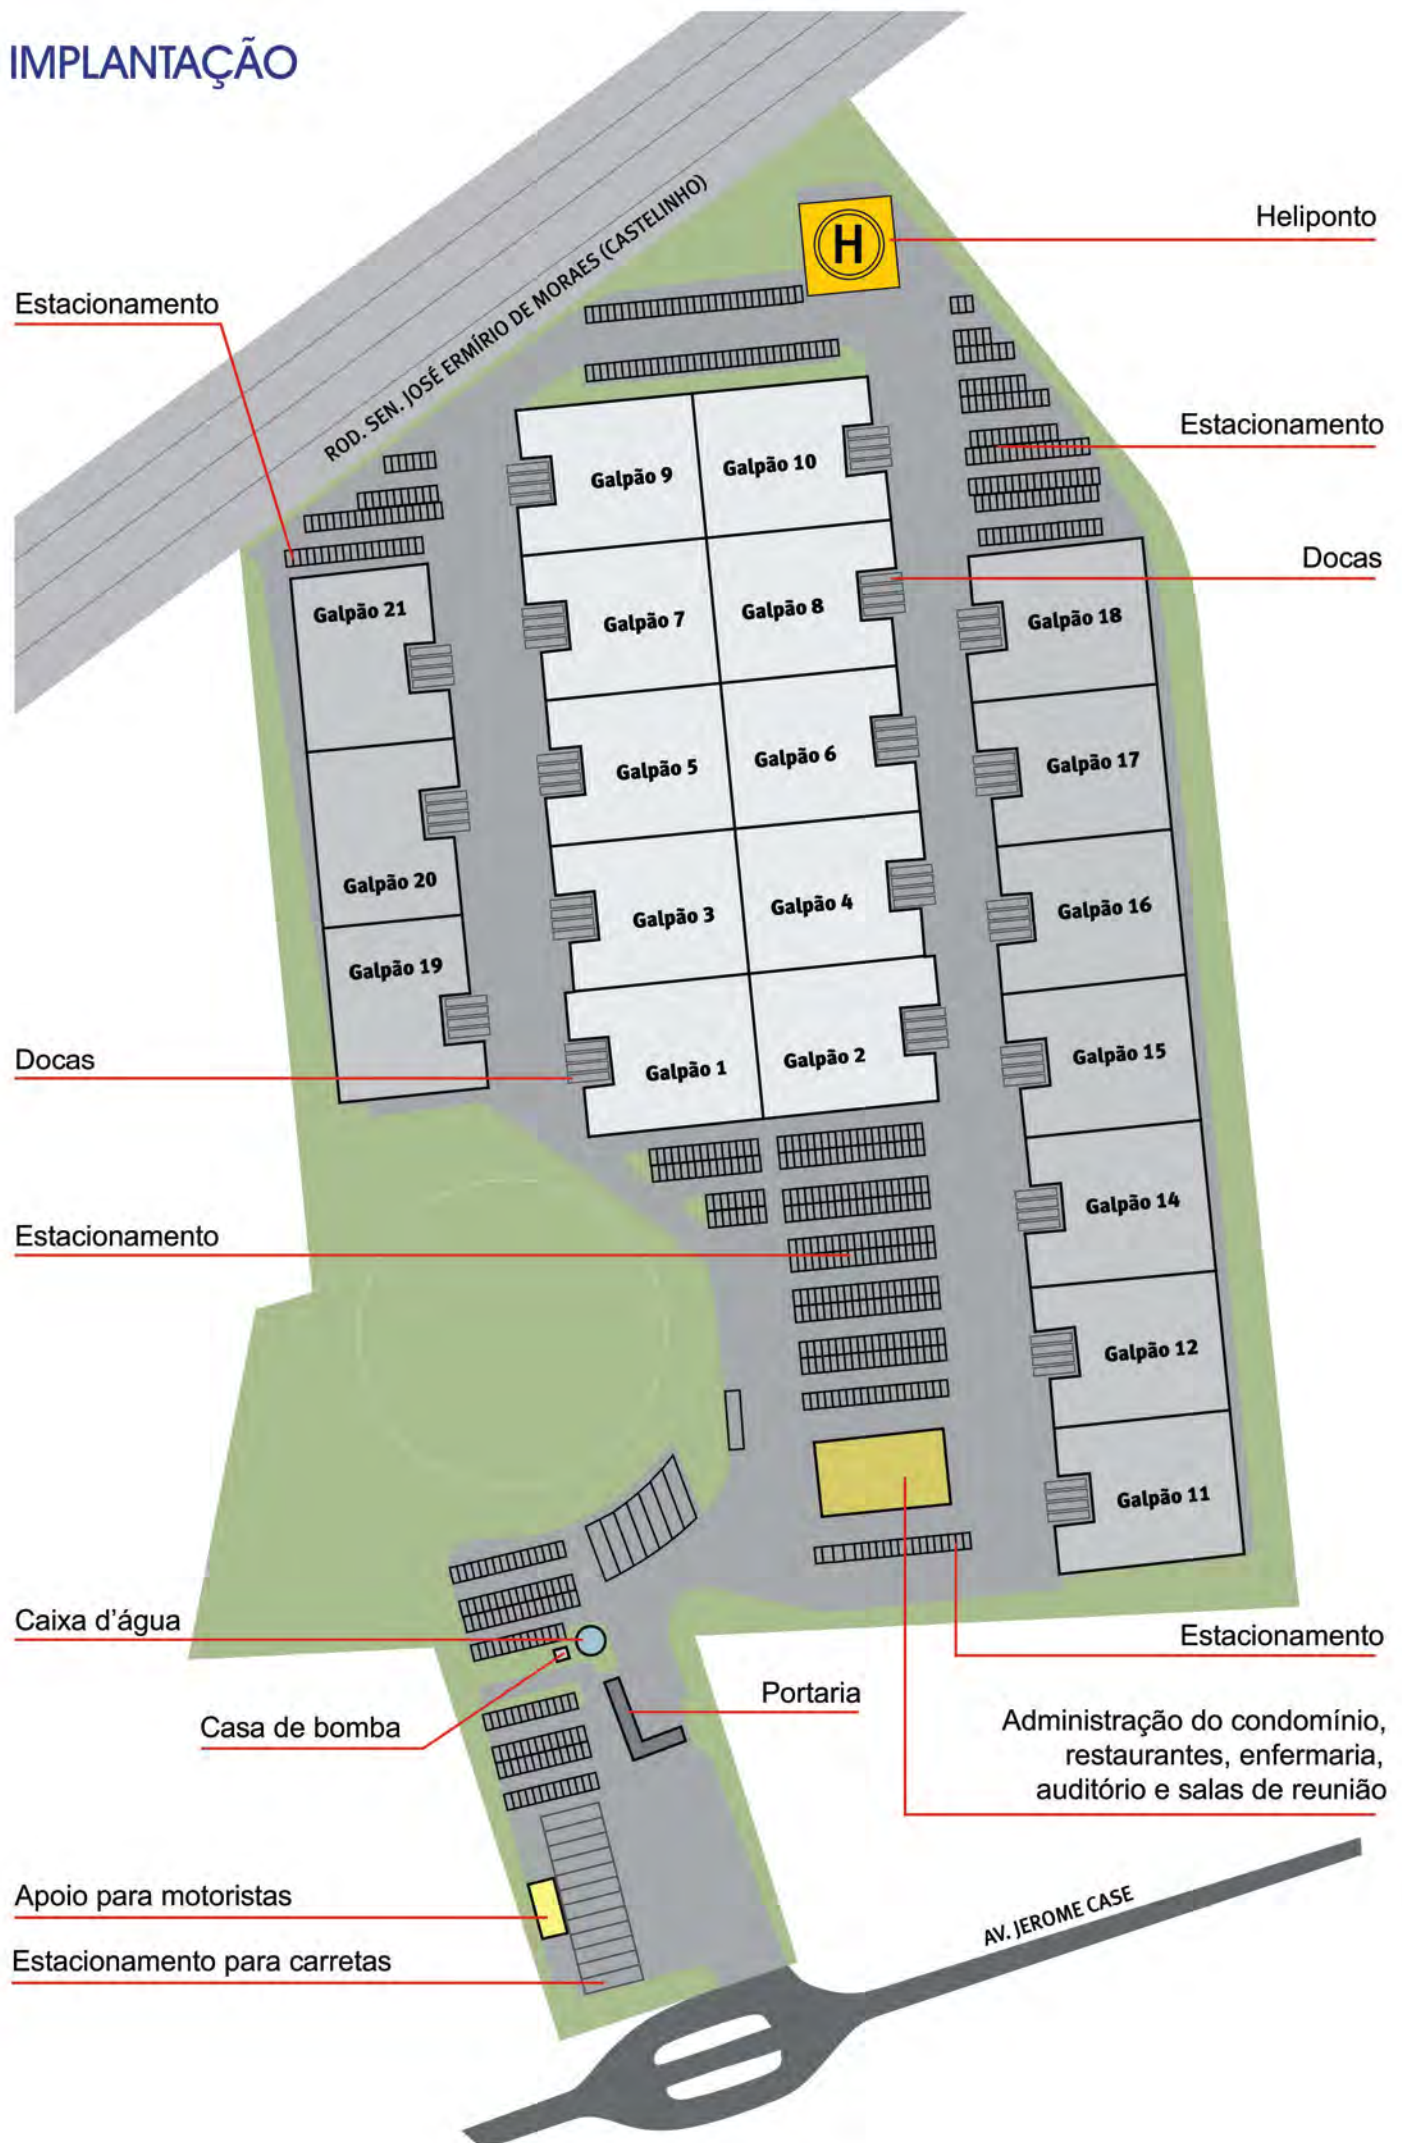 IMPLANTAÇÃO
ROD. SEN. JOSÉ ERMÍRIO DE MORAES (CASTELINHO)
H
Heliponto
Estacionamento
Estacionamento
Docas
Galpão 9
Galpão 10
Galpão 21
Galpão 7
Galpão 8
Galpão 18
Galpão 5
Galpão 6
Galpão 17
Galpão 20
Galpão 3
Galpão 4
Galpão 16
Galpão 19
Galpão 1
Galpão 2
Galpão 15
Docas
Galpão 14
Estacionamento
Galpão 12
Galpão 11
Caixa d’água
Estacionamento
Casa de bomba
Portaria
Administração do condomínio,
restaurantes, enfermaria,
auditório e salas de reunião
Apoio para motoristas
Estacionamento para carretas
AV. JEROME CASE